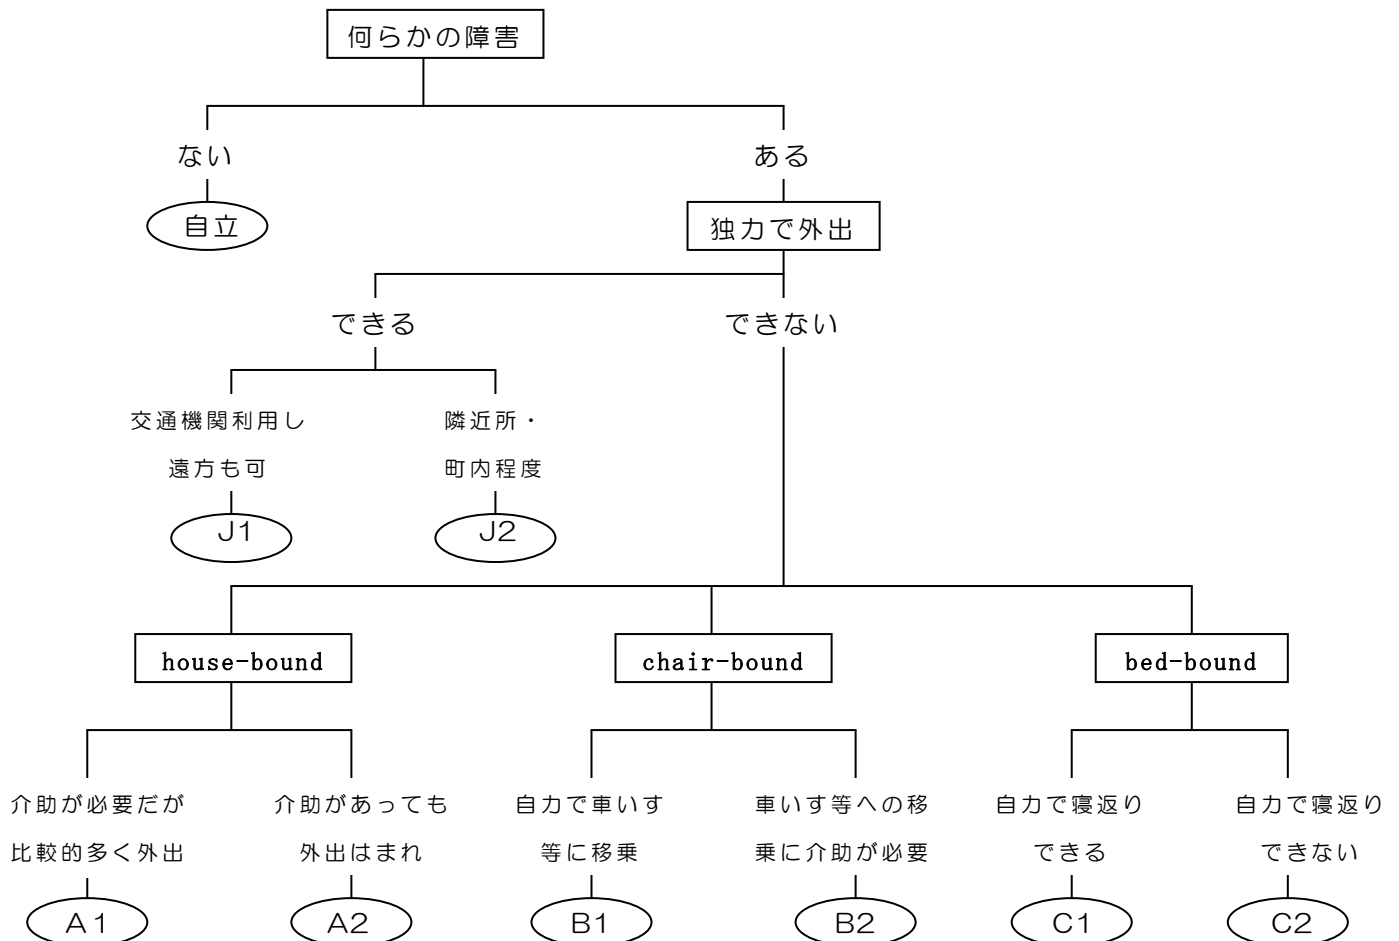 何らかの障害
ない
ある
自立
独力で外出
できる
できない
交通機関利用し
遠方も可
隣近所・
町内程度
J1
J2
house-bound
chair-bound
bed-bound
介助が必要だが
比較的多く外出
介助があっても
外出はまれ
自力で車いす
等に移乗
車いす等への移
乗に介助が必要
自力で寝返り
できる
自力で寝返り
できない
A1
A2
B1
B2
C1
C2